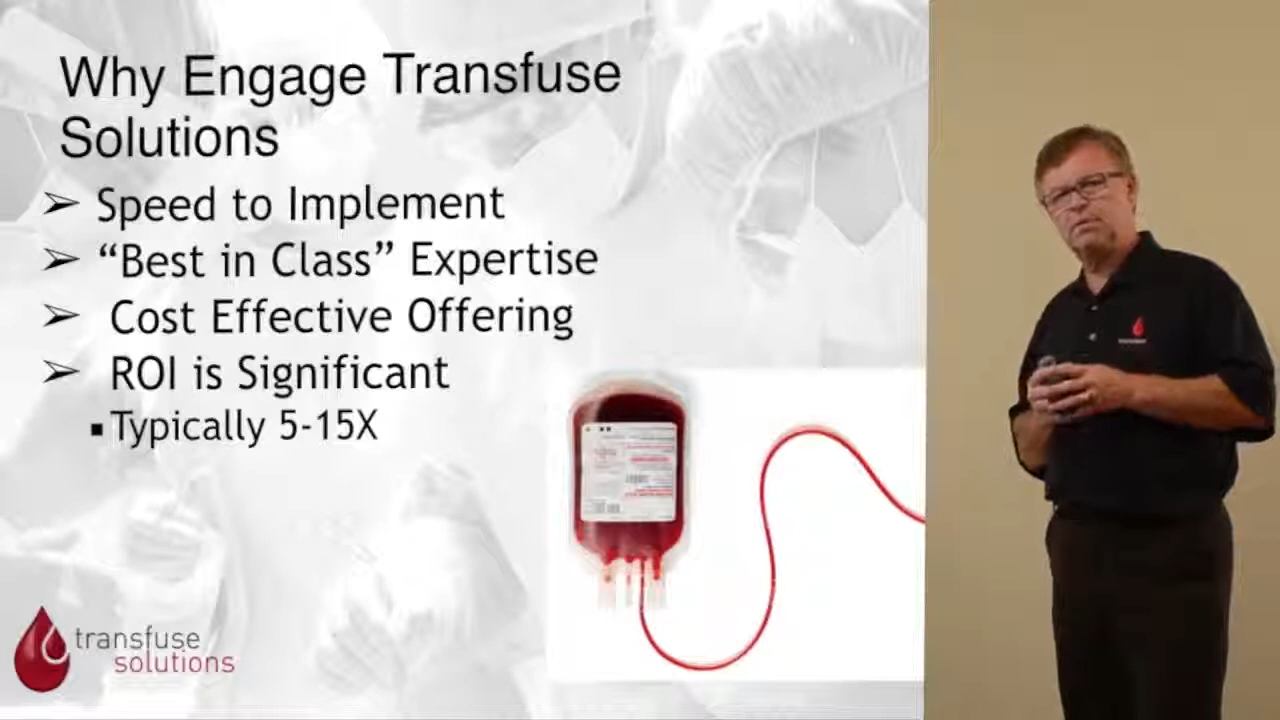 Why Engage Transfuse
Solutions
➢ Speed to Implement
➢ “Best in Class” Expertise
➢ Cost Effective Offering
➢ ROI is Significant
▪Typically 5-15X
transfuse
solutions